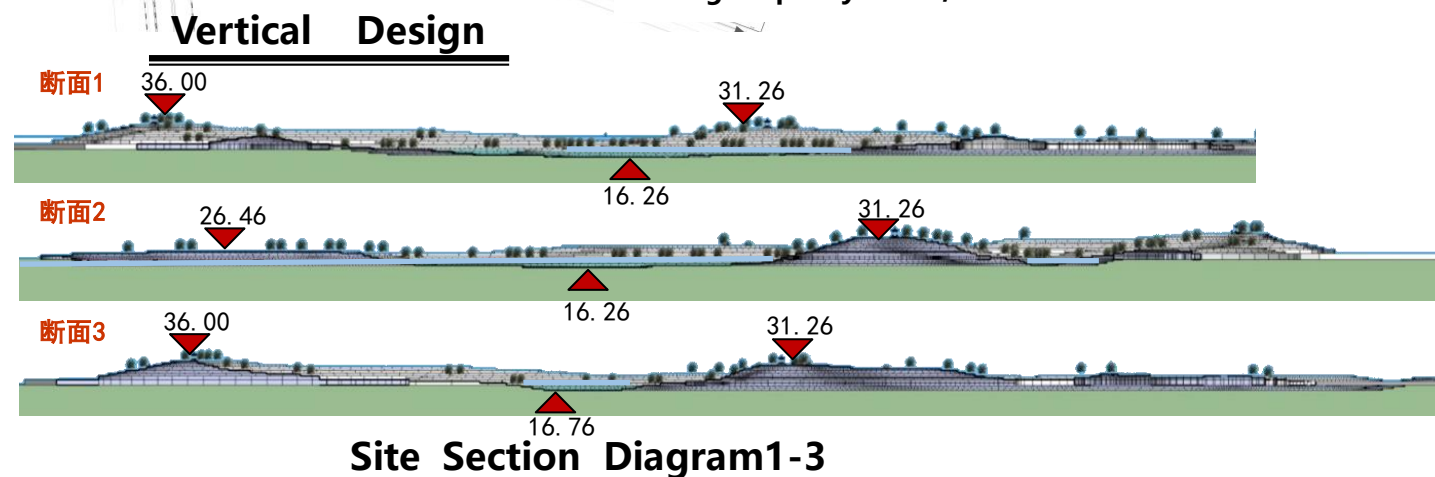 Vertical Design
断面1
36.00
31.26
16.26
断面2
26.46
31.26
16.26
断面3
36.00
31.26
16.76
Site Section Diagram1-3